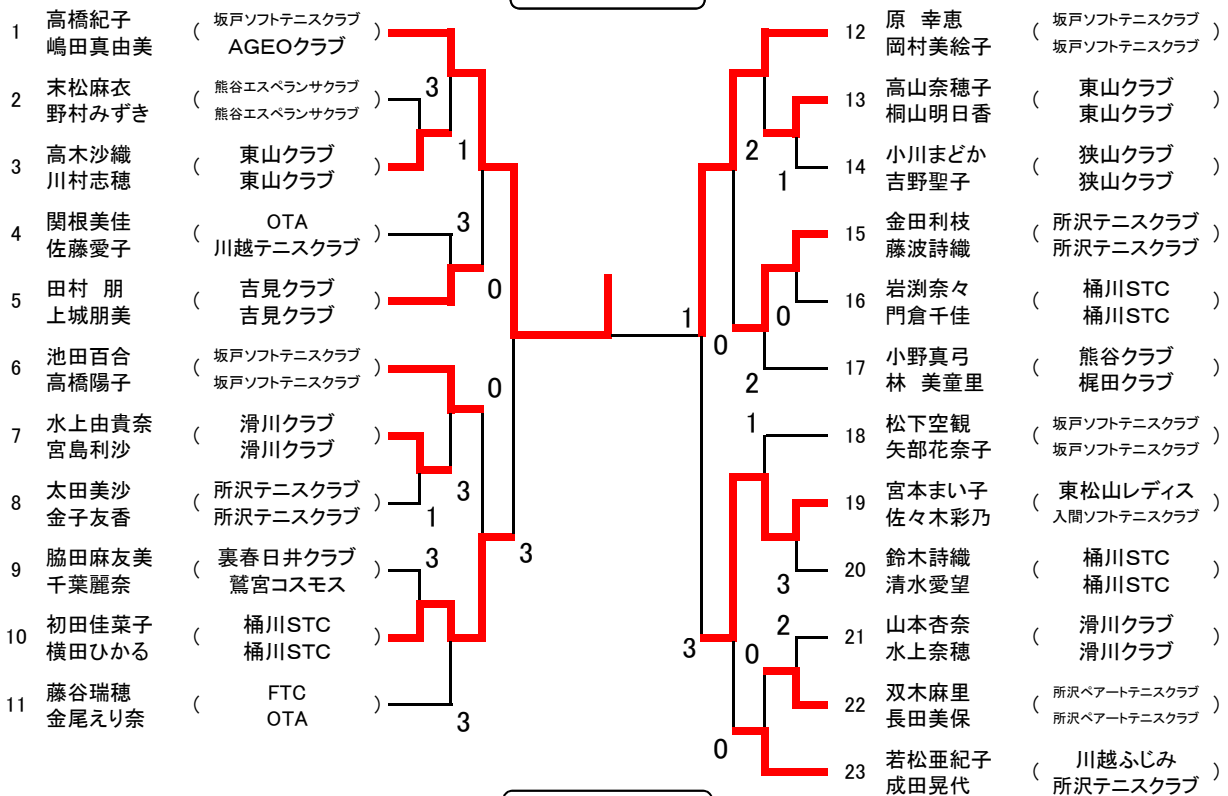 1 高橋紀子 ( 坂戸ソフトテニスクラブ )
嶋田真由美 AGEOクラブ
2 末松麻衣 ( 熊谷エスペランサクラブ )
野村みずき 熊谷エスペランサクラブ
3 高木沙織 ( 東山クラブ )
川村志穂 東山クラブ
4 関根美佳 ( OTA )
佐藤愛子 川越テニスクラブ
5 田村 朋 ( 吉見クラブ )
上城朋美 吉見クラブ
6 池田百合 ( 坂戸ソフトテニスクラブ )
高橋陽子 坂戸ソフトテニスクラブ
7 水上由貴奈 ( 滑川クラブ )
宮島利沙 滑川クラブ
8 太田美沙 ( 所沢テニスクラブ )
金子友香 所沢テニスクラブ
9 脇田麻友美 ( 裏春日井クラブ )
千葉麗奈 鷲宮コスモス
10 初田佳菜子 ( 桶川STC )
横田ひかる 桶川STC
11 藤谷瑞穂 ( FTC )
金尾えり奈 OTA
3
1
3
0
0
3
1
3
3
3
1
3
2
1
0
0
2
1
3
2
0
0
12 原 幸恵 ( 坂戸ソフトテニスクラブ )
岡村美絵子 坂戸ソフトテニスクラブ
13 高山奈穂子 ( 東山クラブ )
桐山明日香 東山クラブ
14 小川まどか ( 狭山クラブ )
吉野聖子 狭山クラブ
15 金田利枝 ( 所沢テニスクラブ )
藤波詩織 所沢テニスクラブ
16 岩渕奈々 ( 桶川STC )
門倉千佳 桶川STC
17 小野真弓 ( 熊谷クラブ )
林 美童里 梶田クラブ
18 松下空観 ( 坂戸ソフトテニスクラブ )
矢部花奈子 坂戸ソフトテニスクラブ
19 宮本まい子 ( 東松山レディス )
佐々木彩乃 入間ソフトテニスクラブ
20 鈴木詩織 ( 桶川STC )
清水愛望 桶川STC
21 山本杏奈 ( 滑川クラブ )
水上奈穂 滑川クラブ
22 双木麻里 ( 所沢ペアートテニスクラブ )
長田美保 所沢ペアートテニスクラブ
23 若松亜紀子 ( 川越ふじみ )
成田晃代 所沢テニスクラブ